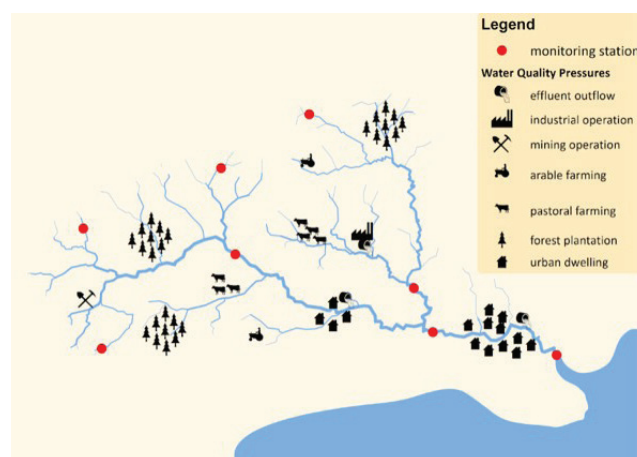 Legend
monitoring station
Water Quality Pressures
effluent outflow
industrial operation
mining operation
arable farming
pastoral farming
forest plantation
urban dwelling